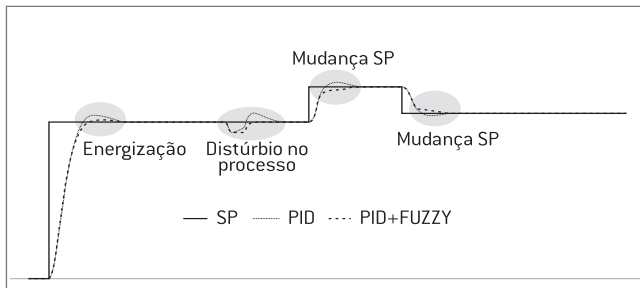 Mudança SP
Energização
Distúrbio no
processo
Mudança SP
SP PID PID+FUZZY